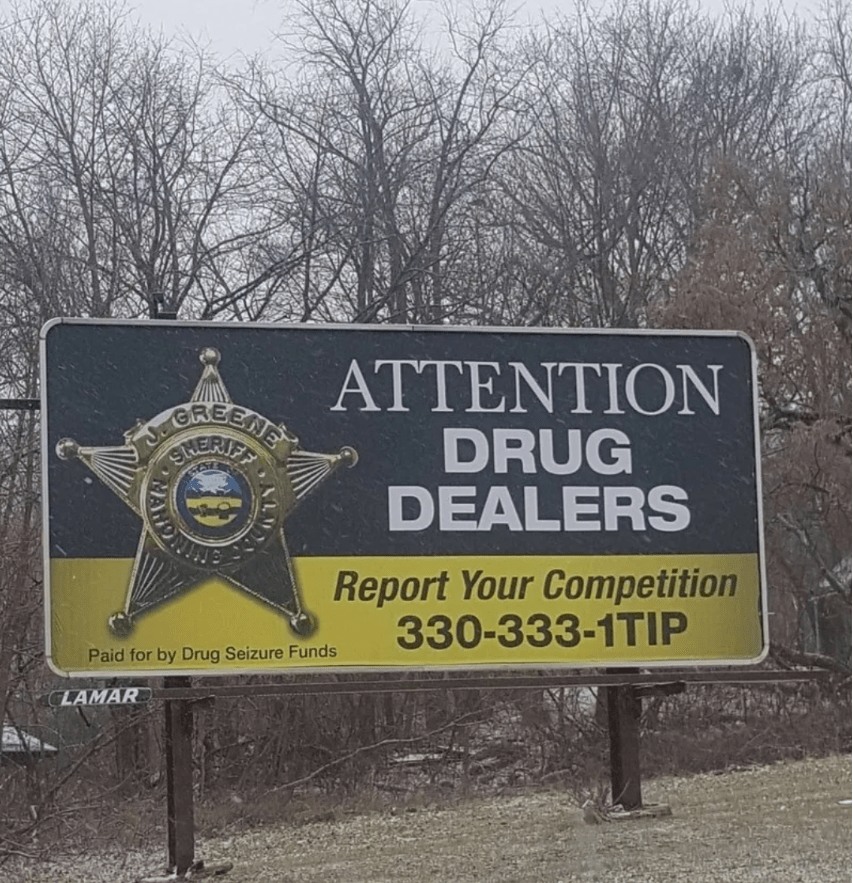 J. GREENE
SHERIFF
MAHONING COUNTY
ATTENTION
DRUG
DEALERS
Report Your Competition
330-333-1TIP
Paid for by Drug Seizure Funds
LAMAR